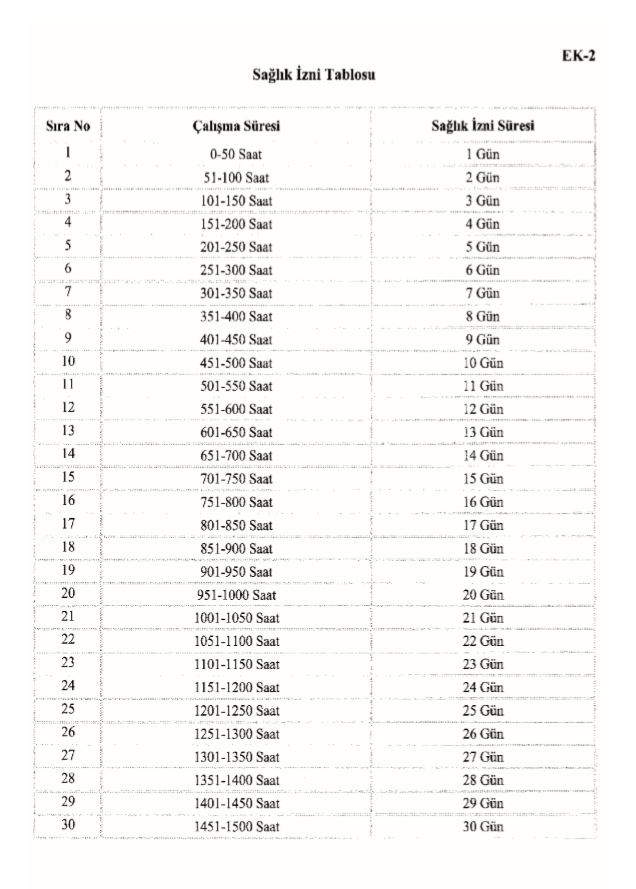 EK-2
Sağlık İzni Tablosu
Sıra No Çalışma Süresi Sağlık İzni Süresi
1 0-50 Saat 1 Gün
2 51-100 Saat 2 Gün
3 101-150 Saat 3 Gün
4 151-200 Saat 4 Gün
5 201-250 Saat 5 Gün
6 251-300 Saat 6 Gün
7 301-350 Saat 7 Gün
8 351-400 Saat 8 Gün
9 401-450 Saat 9 Gün
10 451-500 Saat 10 Gün
11 501-550 Saat 11 Gün
12 551-600 Saat 12 Gün
13 601-650 Saat 13 Gün
14 651-700 Saat 14 Gün
15 701-750 Saat 15 Gün
16 751-800 Saat 16 Gün
17 801-850 Saat 17 Gün
18 851-900 Saat 18 Gün
19 901-950 Saat 19 Gün
20 951-1000 Saat 20 Gün
21 1001-1050 Saat 21 Gün
22 1051-1100 Saat 22 Gün
23 1101-1150 Saat 23 Gün
24 1151-1200 Saat 24 Gün
25 1201-1250 Saat 25 Gün
26 1251-1300 Saat 26 Gün
27 1301-1350 Saat 27 Gün
28 1351-1400 Saat 28 Gün
29 1401-1450 Saat 29 Gün
30 1451-1500 Saat 30 Gün